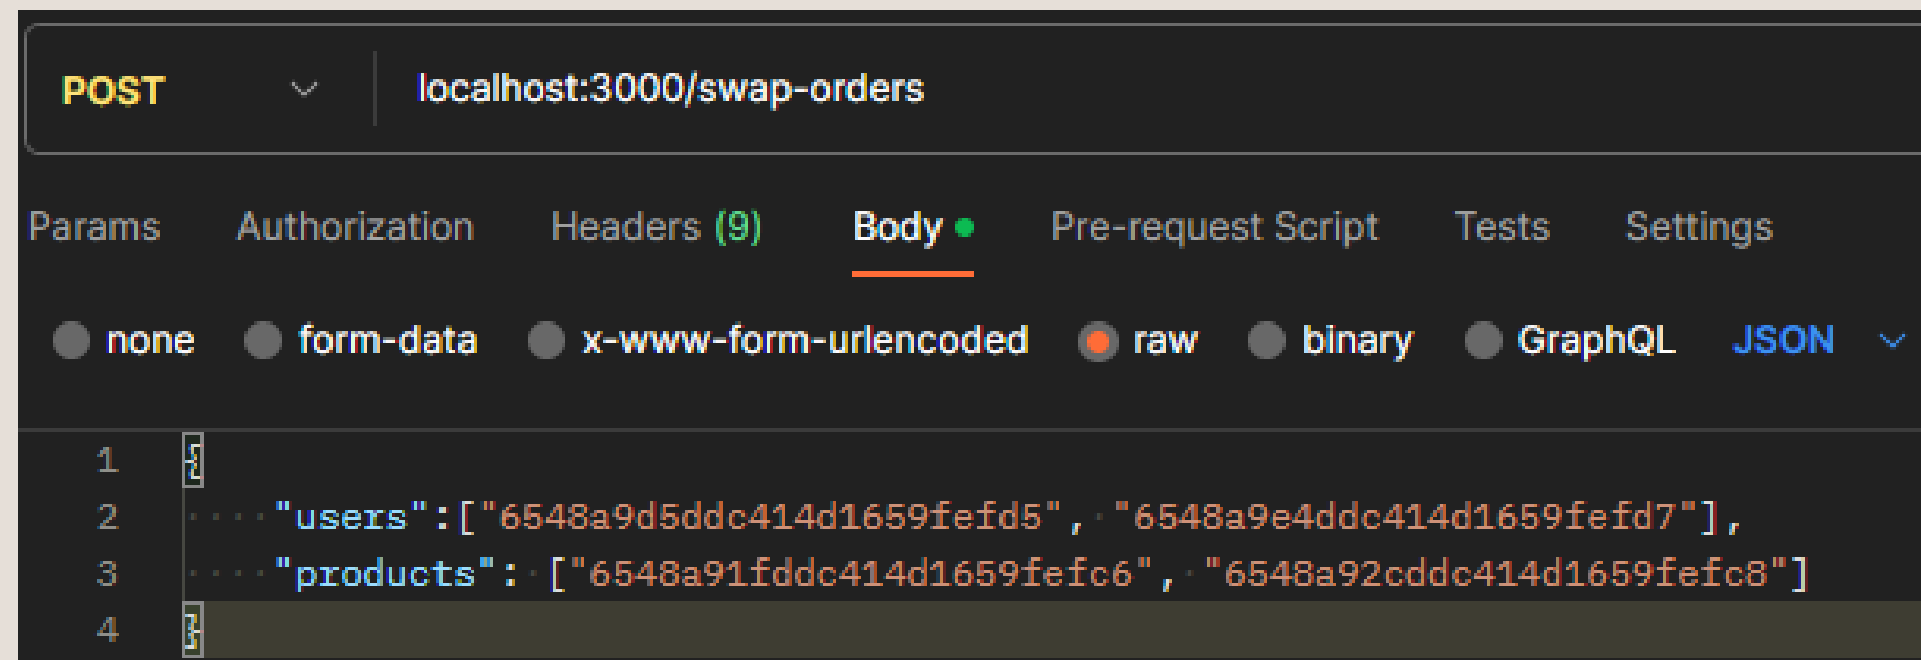 POST localhost:3000/swap-orders
Params Authorization Headers (9) Body Pre-request Script Tests Settings
none form-data x-www-form-urlencoded raw binary GraphQL JSON
1 {
2 "users":["6548a9d5ddc414d1659fefd5", "6548a9e4ddc414d1659fefd7"],
3 "products": ["6548a91fddc414d1659fefc6", "6548a92cddc414d1659fefc8"]
4 }